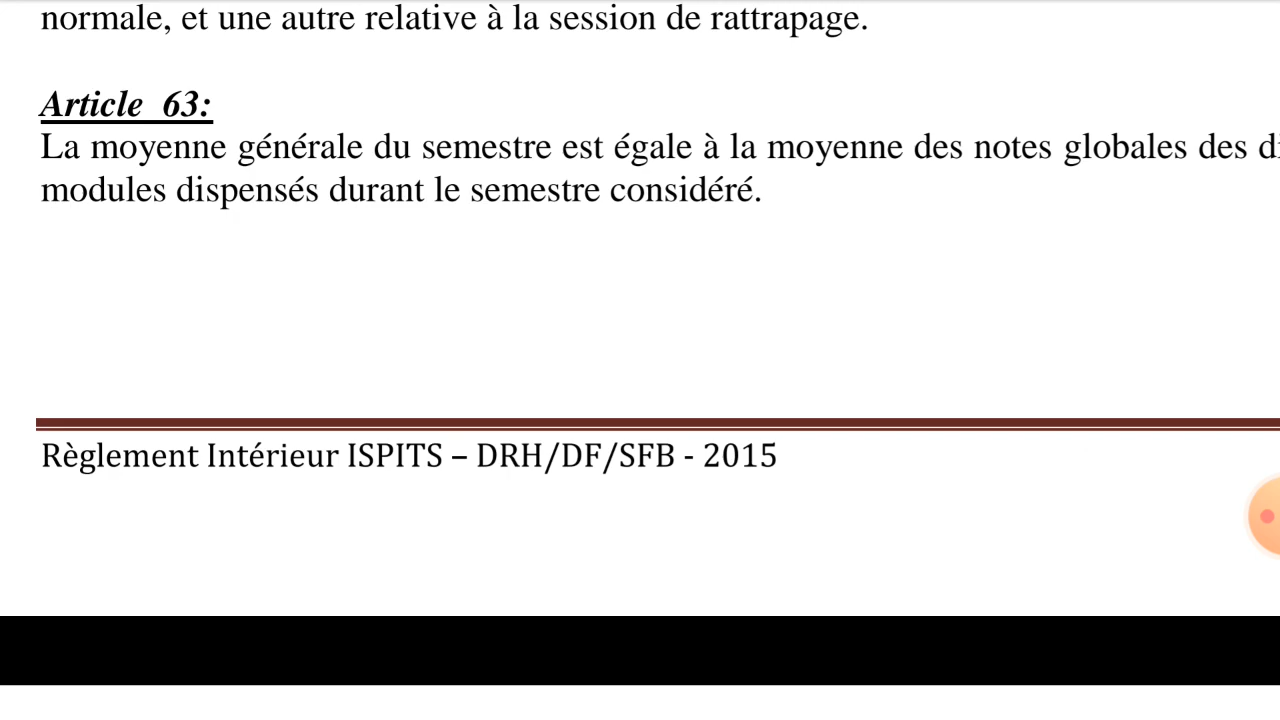 normale, et une autre relative à la session de rattrapage.
Article 63:
La moyenne générale du semestre est égale à la moyenne des notes globales des
modules dispensés durant le semestre considéré.
Règlement Intérieur ISPITS – DRH/DF/SFB - 2015